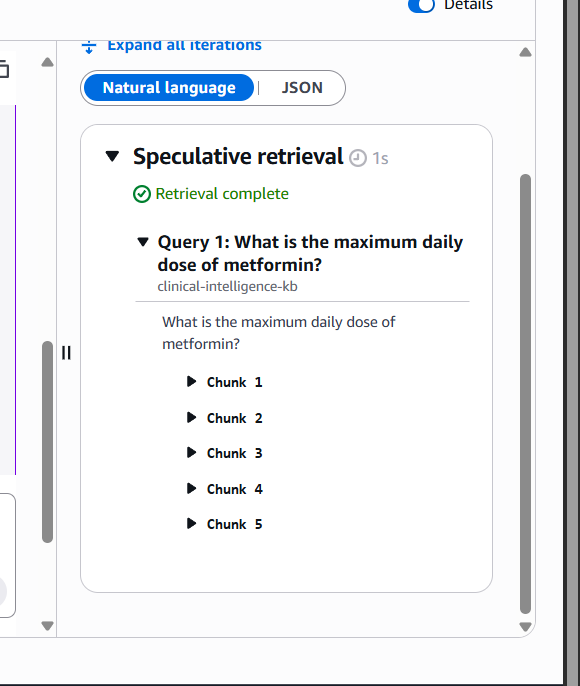 Details
Expand all iterations
Natural language | JSON
Speculative retrieval 1s
Retrieval complete
Query 1: What is the maximum daily
dose of metformin?
clinical-intelligence-kb
What is the maximum daily dose of
metformin?
Chunk 1
Chunk 2
Chunk 3
Chunk 4
Chunk 5